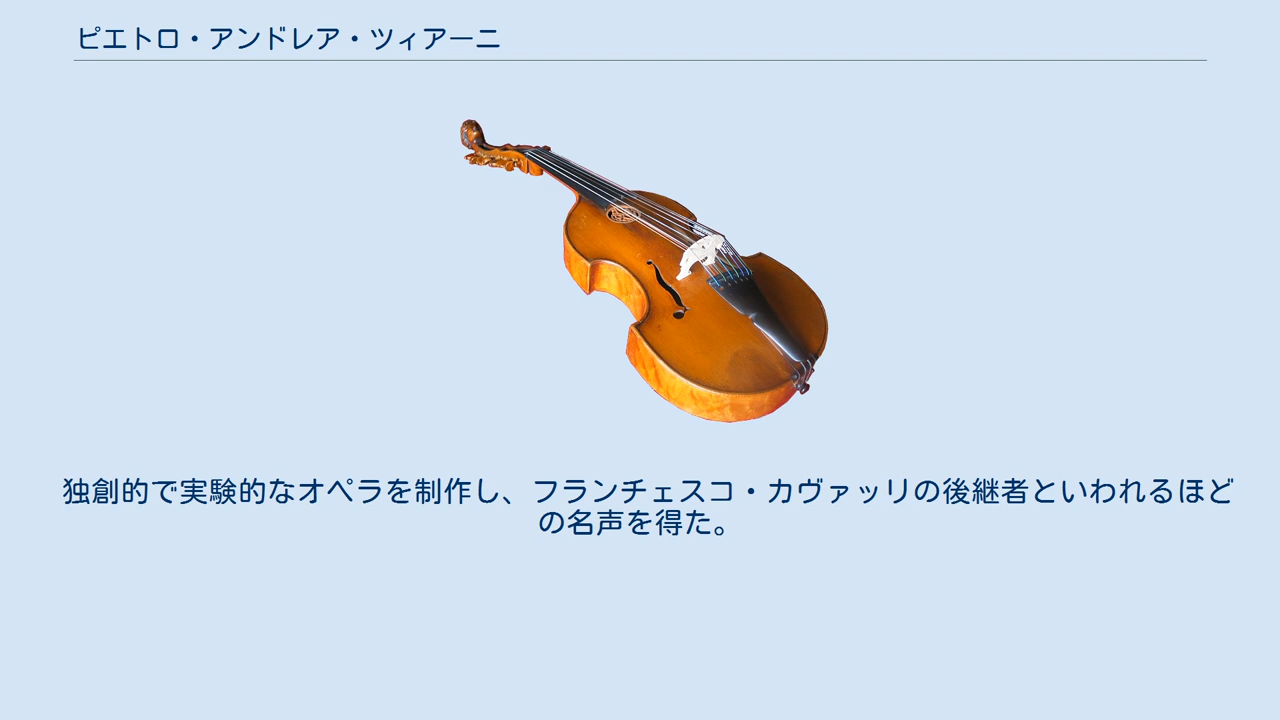 ピエトロ・アンドレア・ツィアーニ
独創的で実験的なオペラを制作し、フランチェスコ・カヴァッリの後継者といわれるほど
の名声を得た。